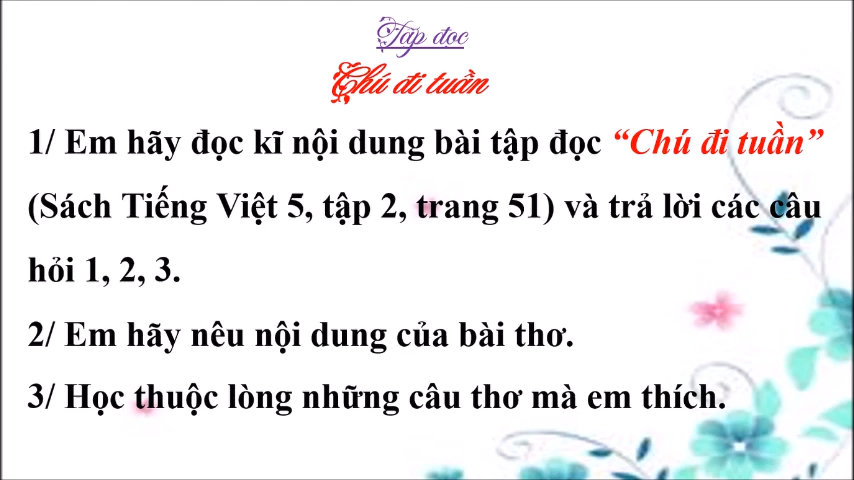 Tập đọc
Chú đi tuần
1/ Em hãy đọc kĩ nội dung bài tập đọc “Chú đi tuần”
(Sách Tiếng Việt 5, tập 2, trang 51) và trả lời các câu
hỏi 1, 2, 3.
2/ Em hãy nêu nội dung của bài thơ.
3/ Học thuộc lòng những câu thơ mà em thích.